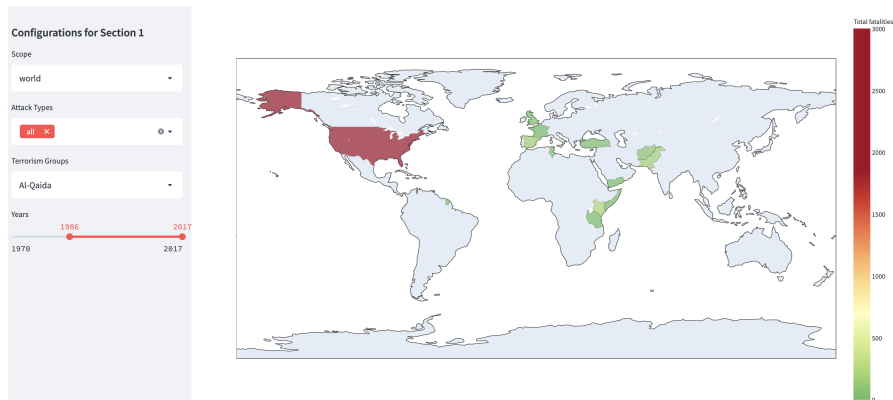 Configurations for Section 1
Scope
world
Attack Types
all
Terrorism Groups
Al-Qaida
Years
1986 2017
1970 2017
Total fatalities
3000
2500
2000
1500
1000
500
0